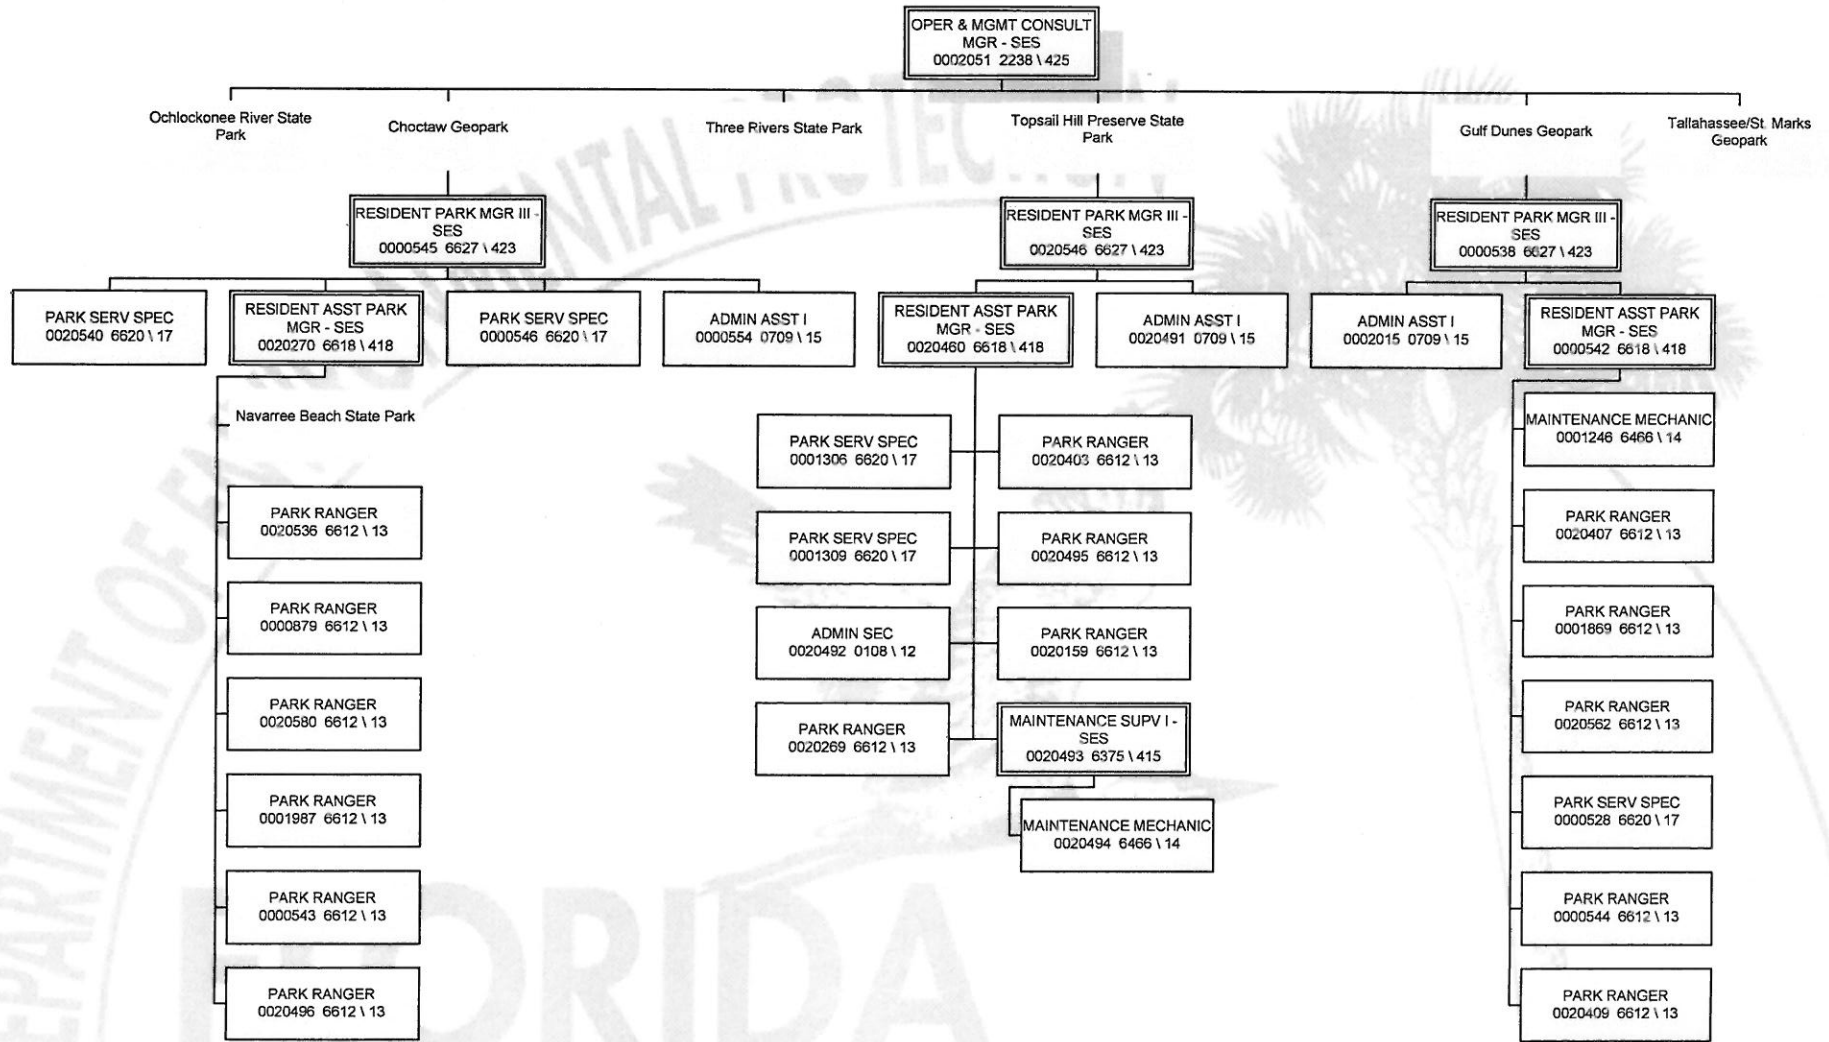 OPER & MGMT CONSULT
MGR - SES
0002051 2238 \ 425
Ochlockonee River State
Park
Choctaw Geopark
Three Rivers State Park
Topsail Hill Preserve State
Park
Gulf Dunes Geopark
Tallahassee/St. Marks
Geopark
RESIDENT PARK MGR III -
SES
0000545 6627 \ 423
RESIDENT PARK MGR III -
SES
0020546 6627 \ 423
RESIDENT PARK MGR III -
SES
0000538 6627 \ 423
PARK SERV SPEC
0020540 6620 \ 17
RESIDENT ASST PARK
MGR - SES
0020270 6618 \ 418
PARK SERV SPEC
0000546 6620 \ 17
ADMIN ASST I
0000554 0709 \ 15
RESIDENT ASST PARK
MGR - SES
0020460 6618 \ 418
ADMIN ASST I
0020491 0709 \ 15
ADMIN ASST I
0002015 0709 \ 15
RESIDENT ASST PARK
MGR - SES
0000542 6618 \ 418
Navarree Beach State Park
PARK RANGER
0020536 6612 \ 13
PARK RANGER
0000879 6612 \ 13
PARK RANGER
0020580 6612 \ 13
PARK RANGER
0001987 6612 \ 13
PARK RANGER
0000543 6612 \ 13
PARK RANGER
0020496 6612 \ 13
PARK SERV SPEC
0001306 6620 \ 17
PARK RANGER
0020403 6612 \ 13
PARK SERV SPEC
0001309 6620 \ 17
PARK RANGER
0020495 6612 \ 13
ADMIN SEC
0020492 0108 \ 12
PARK RANGER
0020159 6612 \ 13
PARK RANGER
0020269 6612 \ 13
MAINTENANCE SUPV I -
SES
0020493 6375 \ 415
MAINTENANCE MECHANIC
0020494 6466 \ 14
MAINTENANCE MECHANIC
0001246 6466 \ 14
PARK RANGER
0020407 6612 \ 13
PARK RANGER
0001869 6612 \ 13
PARK RANGER
0020562 6612 \ 13
PARK SERV SPEC
0000528 6620 \ 17
PARK RANGER
0000544 6612 \ 13
PARK RANGER
0020409 6612 \ 13
FLORIDA